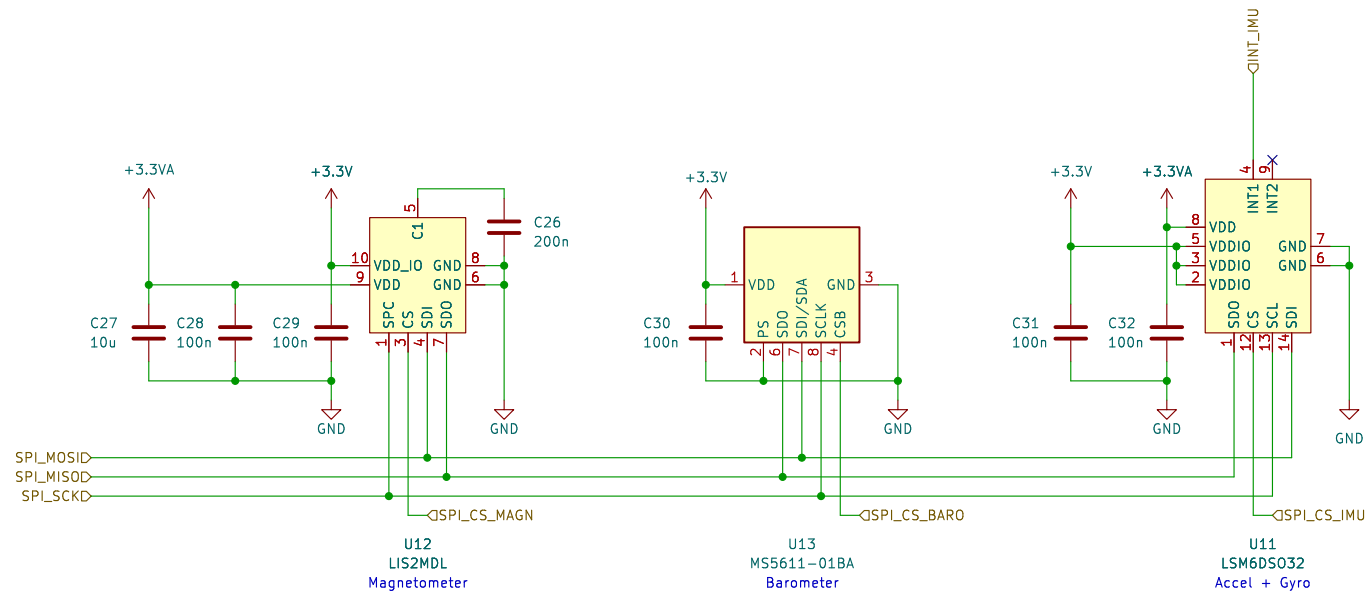 INT_IMU
+3.3VA
+3.3V
C26
200n
5
C1
10
VDD_IO
GND
8
9
VDD
GND
6
SPC
CS
SDI
SDO
1
3
4
7
C27
10u
C28
100n
C29
100n
GND
GND
+3.3V
1
VDD
GND
3
PS
SDO
SDI/SDA
SCLK
CSB
2
6
7
8
4
C30
100n
GND
+3.3V
+3.3VA
4
9
INT1
INT2
8
VDD
5
VDDIO
GND
7
3
VDDIO
GND
6
2
VDDIO
SDO
CS
SCL
SDI
1
12
13
14
C31
100n
C32
100n
GND
GND
SPI_MOSI
SPI_MISO
SPI_SCK
SPI_CS_MAGN
SPI_CS_BARO
SPI_CS_IMU
U12
LIS2MDL
Magnetometer
U13
MS5611-01BA
Barometer
U11
LSM6DSO32
Accel + Gyro